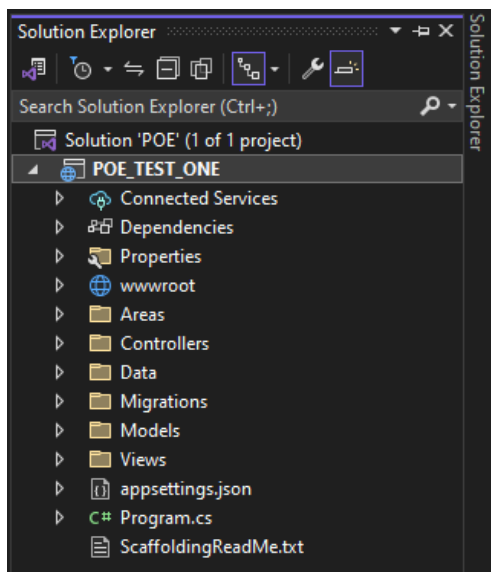 Solution Explorer
Search Solution Explorer (Ctrl+;)
Solution 'POE' (1 of 1 project)
POE_TEST_ONE
Connected Services
Dependencies
Properties
wwwroot
Areas
Controllers
Data
Migrations
Models
Views
appsettings.json
C# Program.cs
ScaffoldingReadMe.txt
Solution Explorer